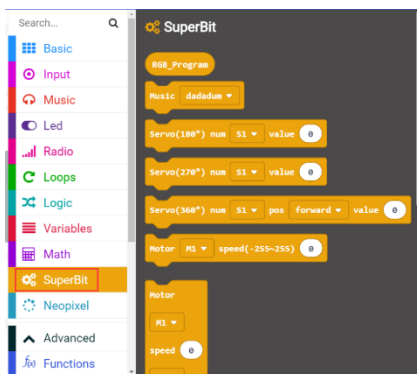 Search...
Basic
Input
Music
Led
Radio
Loops
Logic
Variables
Math
SuperBit
Neopixel
Advanced
f(x) Functions
SuperBit
RGB_Program
Music dadadum
Servo(180°) num S1 value 0
Servo(270°) num S1 value 0
Servo(360°) num S1 pos forward value 0
Motor M1 speed(-255~255) 0
Motor
M1
speed 0